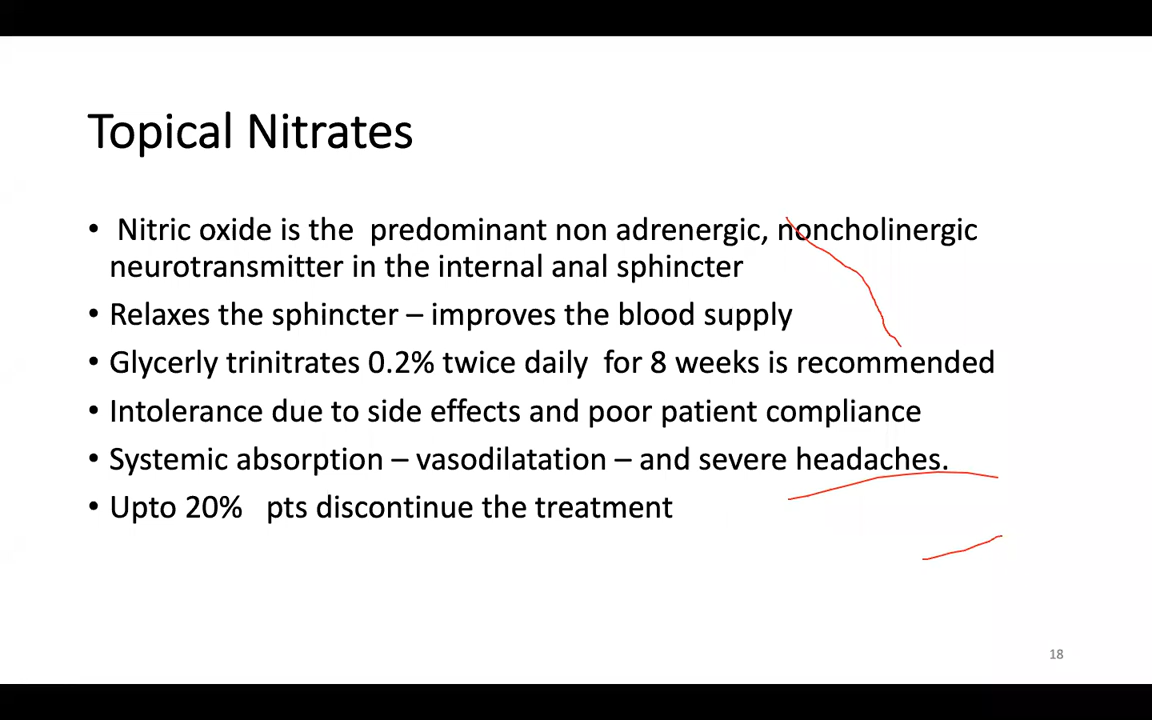 Topical Nitrates
• Nitric oxide is the predominant non adrenergic, noncholinergic
neurotransmitter in the internal anal sphincter
• Relaxes the sphincter – improves the blood supply
• Glycerly trinitrates 0.2% twice daily for 8 weeks is recommended
• Intolerance due to side effects and poor patient compliance
• Systemic absorption – vasodilatation – and severe headaches.
• Upto 20% pts discontinue the treatment
18